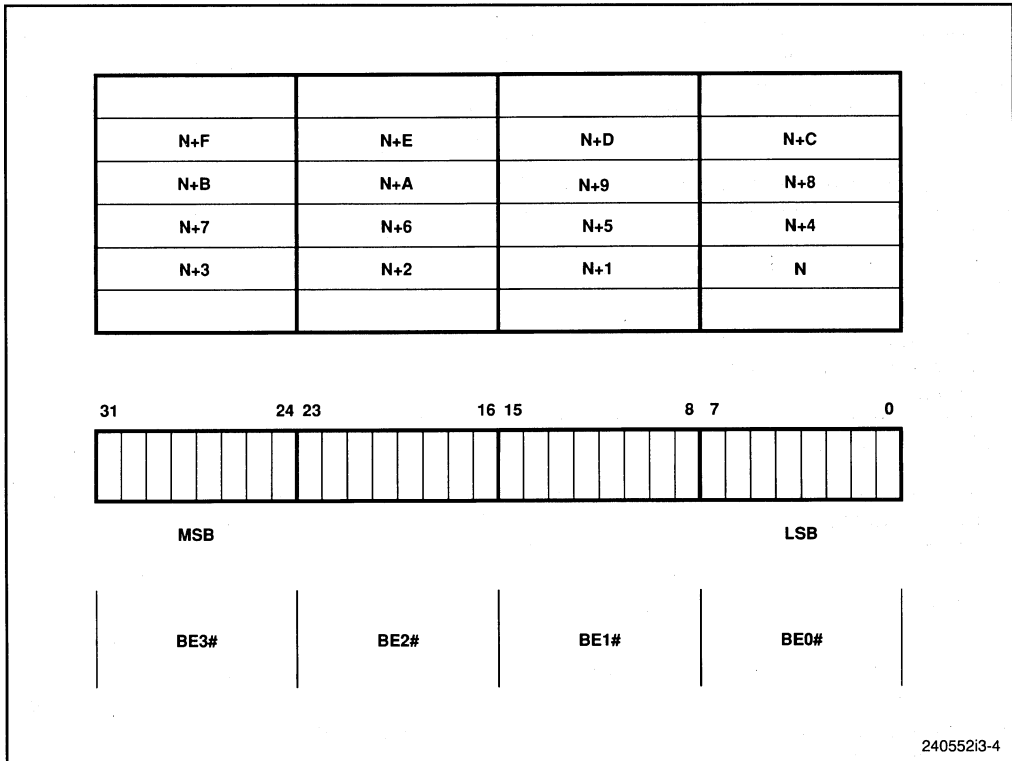 N+F N+E N+D N+C
N+B N+A N+9 N+8
N+7 N+6 N+5 N+4
N+3 N+2 N+1 N
31 24 23 16 15 8 7 0
MSB LSB
BE3# BE2# BE1# BE0#
240552i3-4